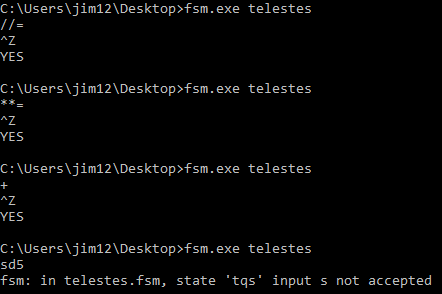 C:\Users\jim12\Desktop>fsm.exe telestes
//=
^Z
YES
C:\Users\jim12\Desktop>fsm.exe telestes
**=
^Z
YES
C:\Users\jim12\Desktop>fsm.exe telestes
+
^Z
YES
C:\Users\jim12\Desktop>fsm.exe telestes
sd5
fsm: in telestes.fsm, state 'tqs' input s not accepted